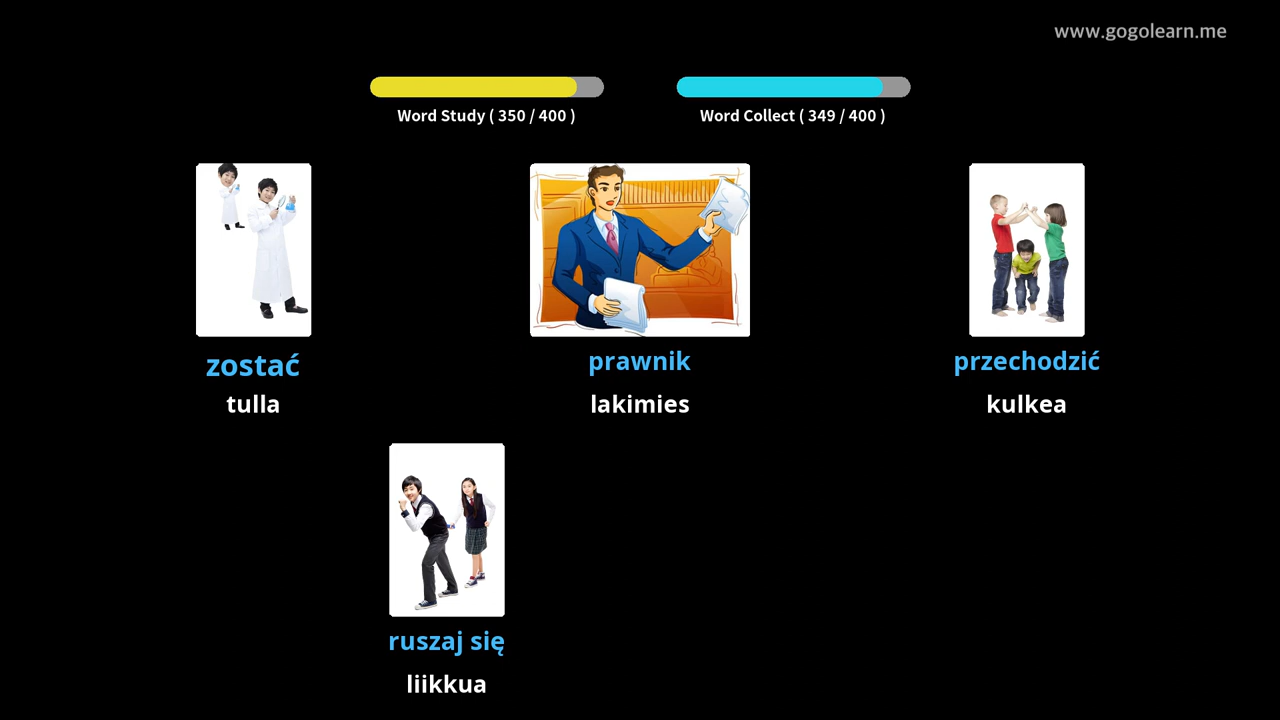 www.gogolearn.me
Word Study ( 350 / 400 )
Word Collect ( 349 / 400 )
zostać
tulla
prawnik
lakimies
przechodzić
kulkea
ruszaj się
liikkua